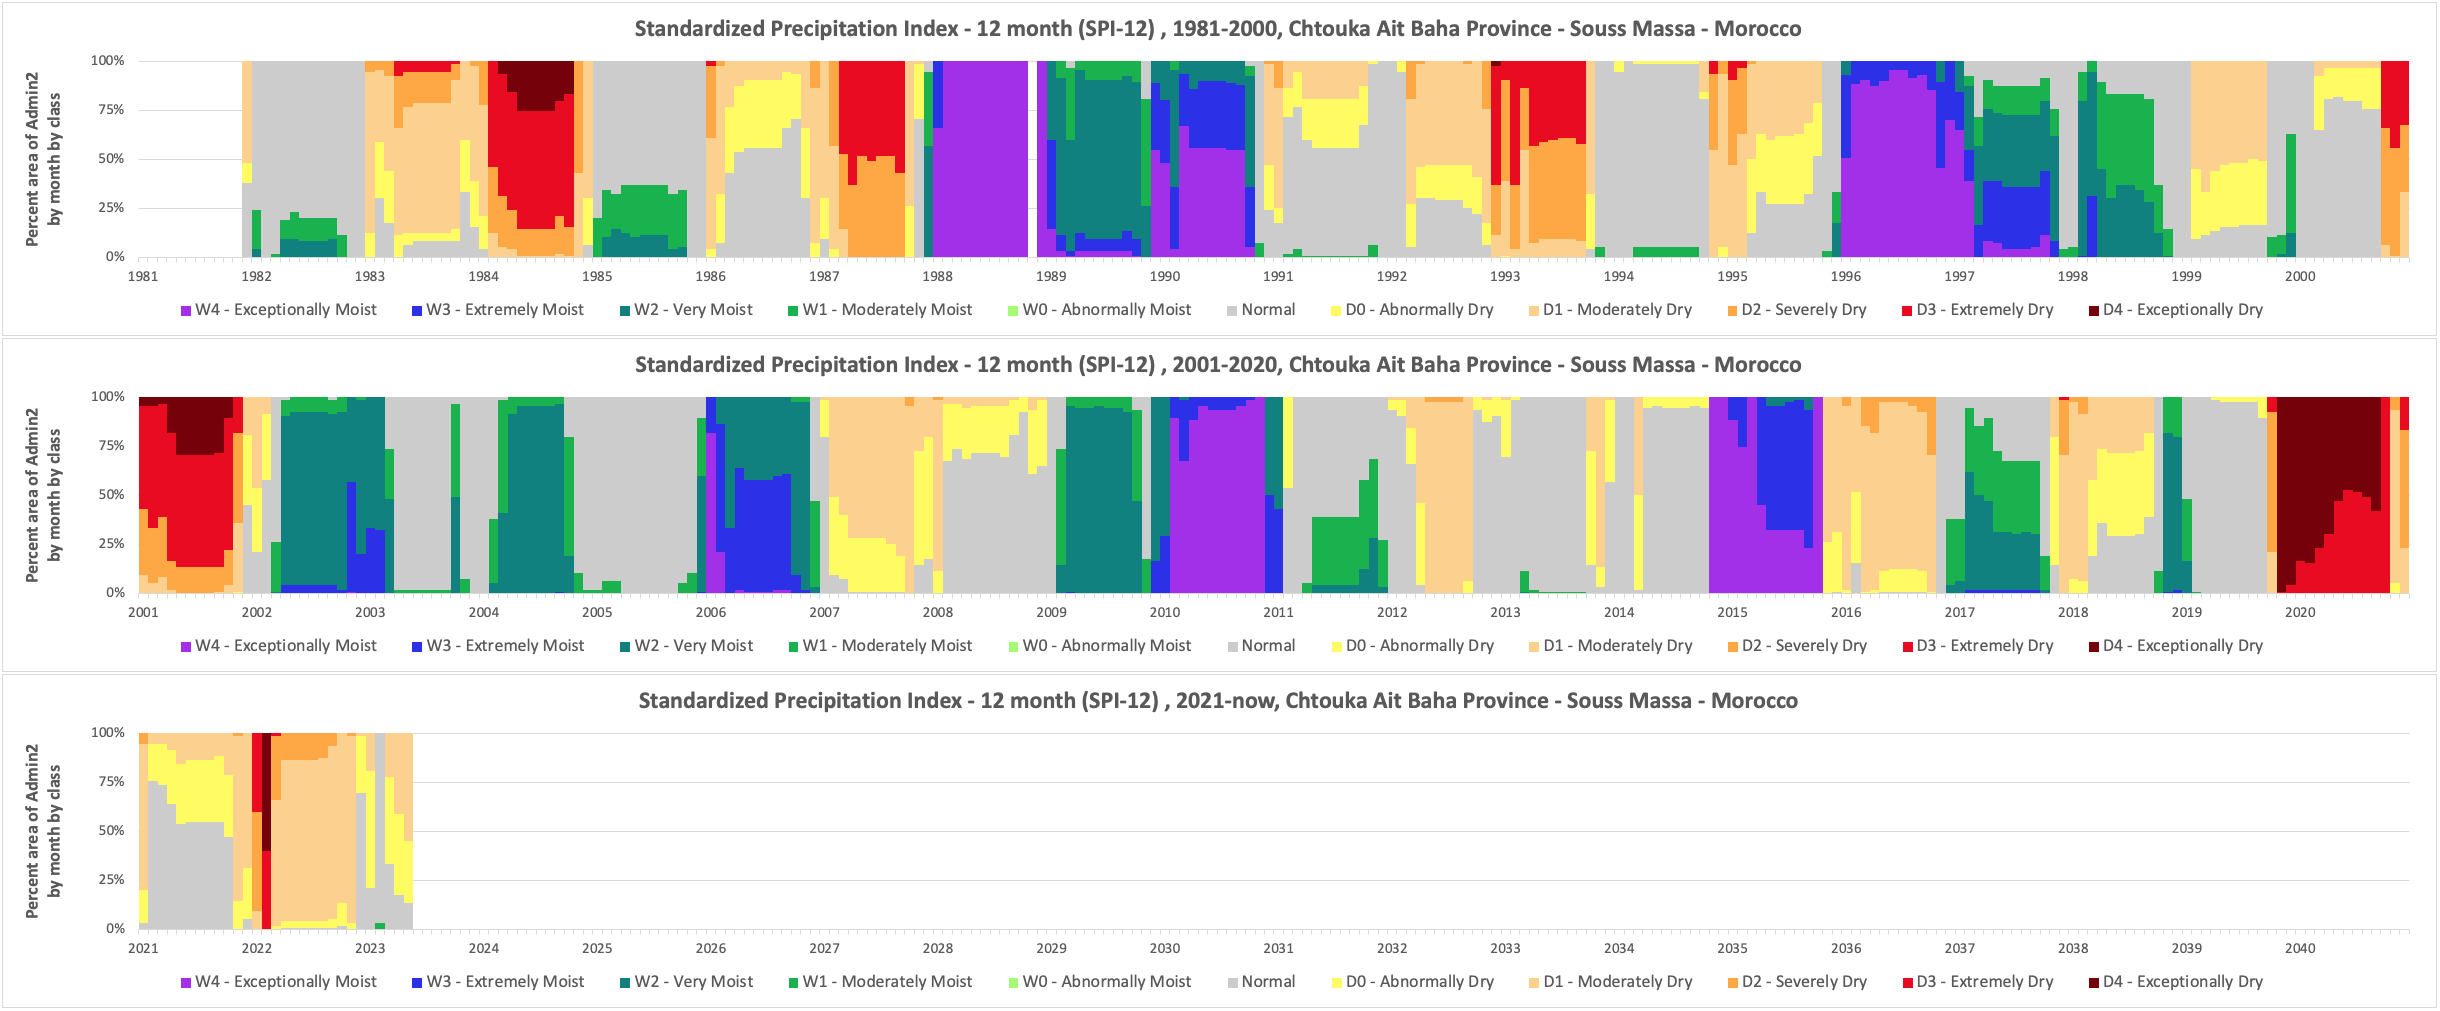 Standardized Precipitation Index - 12 month (SPI-12) , 1981-2000, Chtouka Ait Baha Province - Souss Massa - Morocco
Percent area of Admin2
by month by class
100%
75%
50%
25%
0%
1981 1982 1983 1984 1985 1986 1987 1988 1989 1990 1991 1992 1993 1994 1995 1996 1997 1998 1999 2000
W4 - Exceptionally Moist W3 - Extremely Moist W2 - Very Moist W1 - Moderately Moist W0 - Abnormally Moist Normal D0 - Abnormally Dry D1 - Moderately Dry D2 - Severely Dry D3 - Extremely Dry D4 - Exceptionally Dry
Standardized Precipitation Index - 12 month (SPI-12) , 2001-2020, Chtouka Ait Baha Province - Souss Massa - Morocco
Percent area of Admin2
by month by class
100%
75%
50%
25%
0%
2001 2002 2003 2004 2005 2006 2007 2008 2009 2010 2011 2012 2013 2014 2015 2016 2017 2018 2019 2020
W4 - Exceptionally Moist W3 - Extremely Moist W2 - Very Moist W1 - Moderately Moist W0 - Abnormally Moist Normal D0 - Abnormally Dry D1 - Moderately Dry D2 - Severely Dry D3 - Extremely Dry D4 - Exceptionally Dry
Standardized Precipitation Index - 12 month (SPI-12) , 2021-now, Chtouka Ait Baha Province - Souss Massa - Morocco
Percent area of Admin2
by month by class
100%
75%
50%
25%
0%
2021 2022 2023 2024 2025 2026 2027 2028 2029 2030 2031 2032 2033 2034 2035 2036 2037 2038 2039 2040
W4 - Exceptionally Moist W3 - Extremely Moist W2 - Very Moist W1 - Moderately Moist W0 - Abnormally Moist Normal D0 - Abnormally Dry D1 - Moderately Dry D2 - Severely Dry D3 - Extremely Dry D4 - Exceptionally Dry